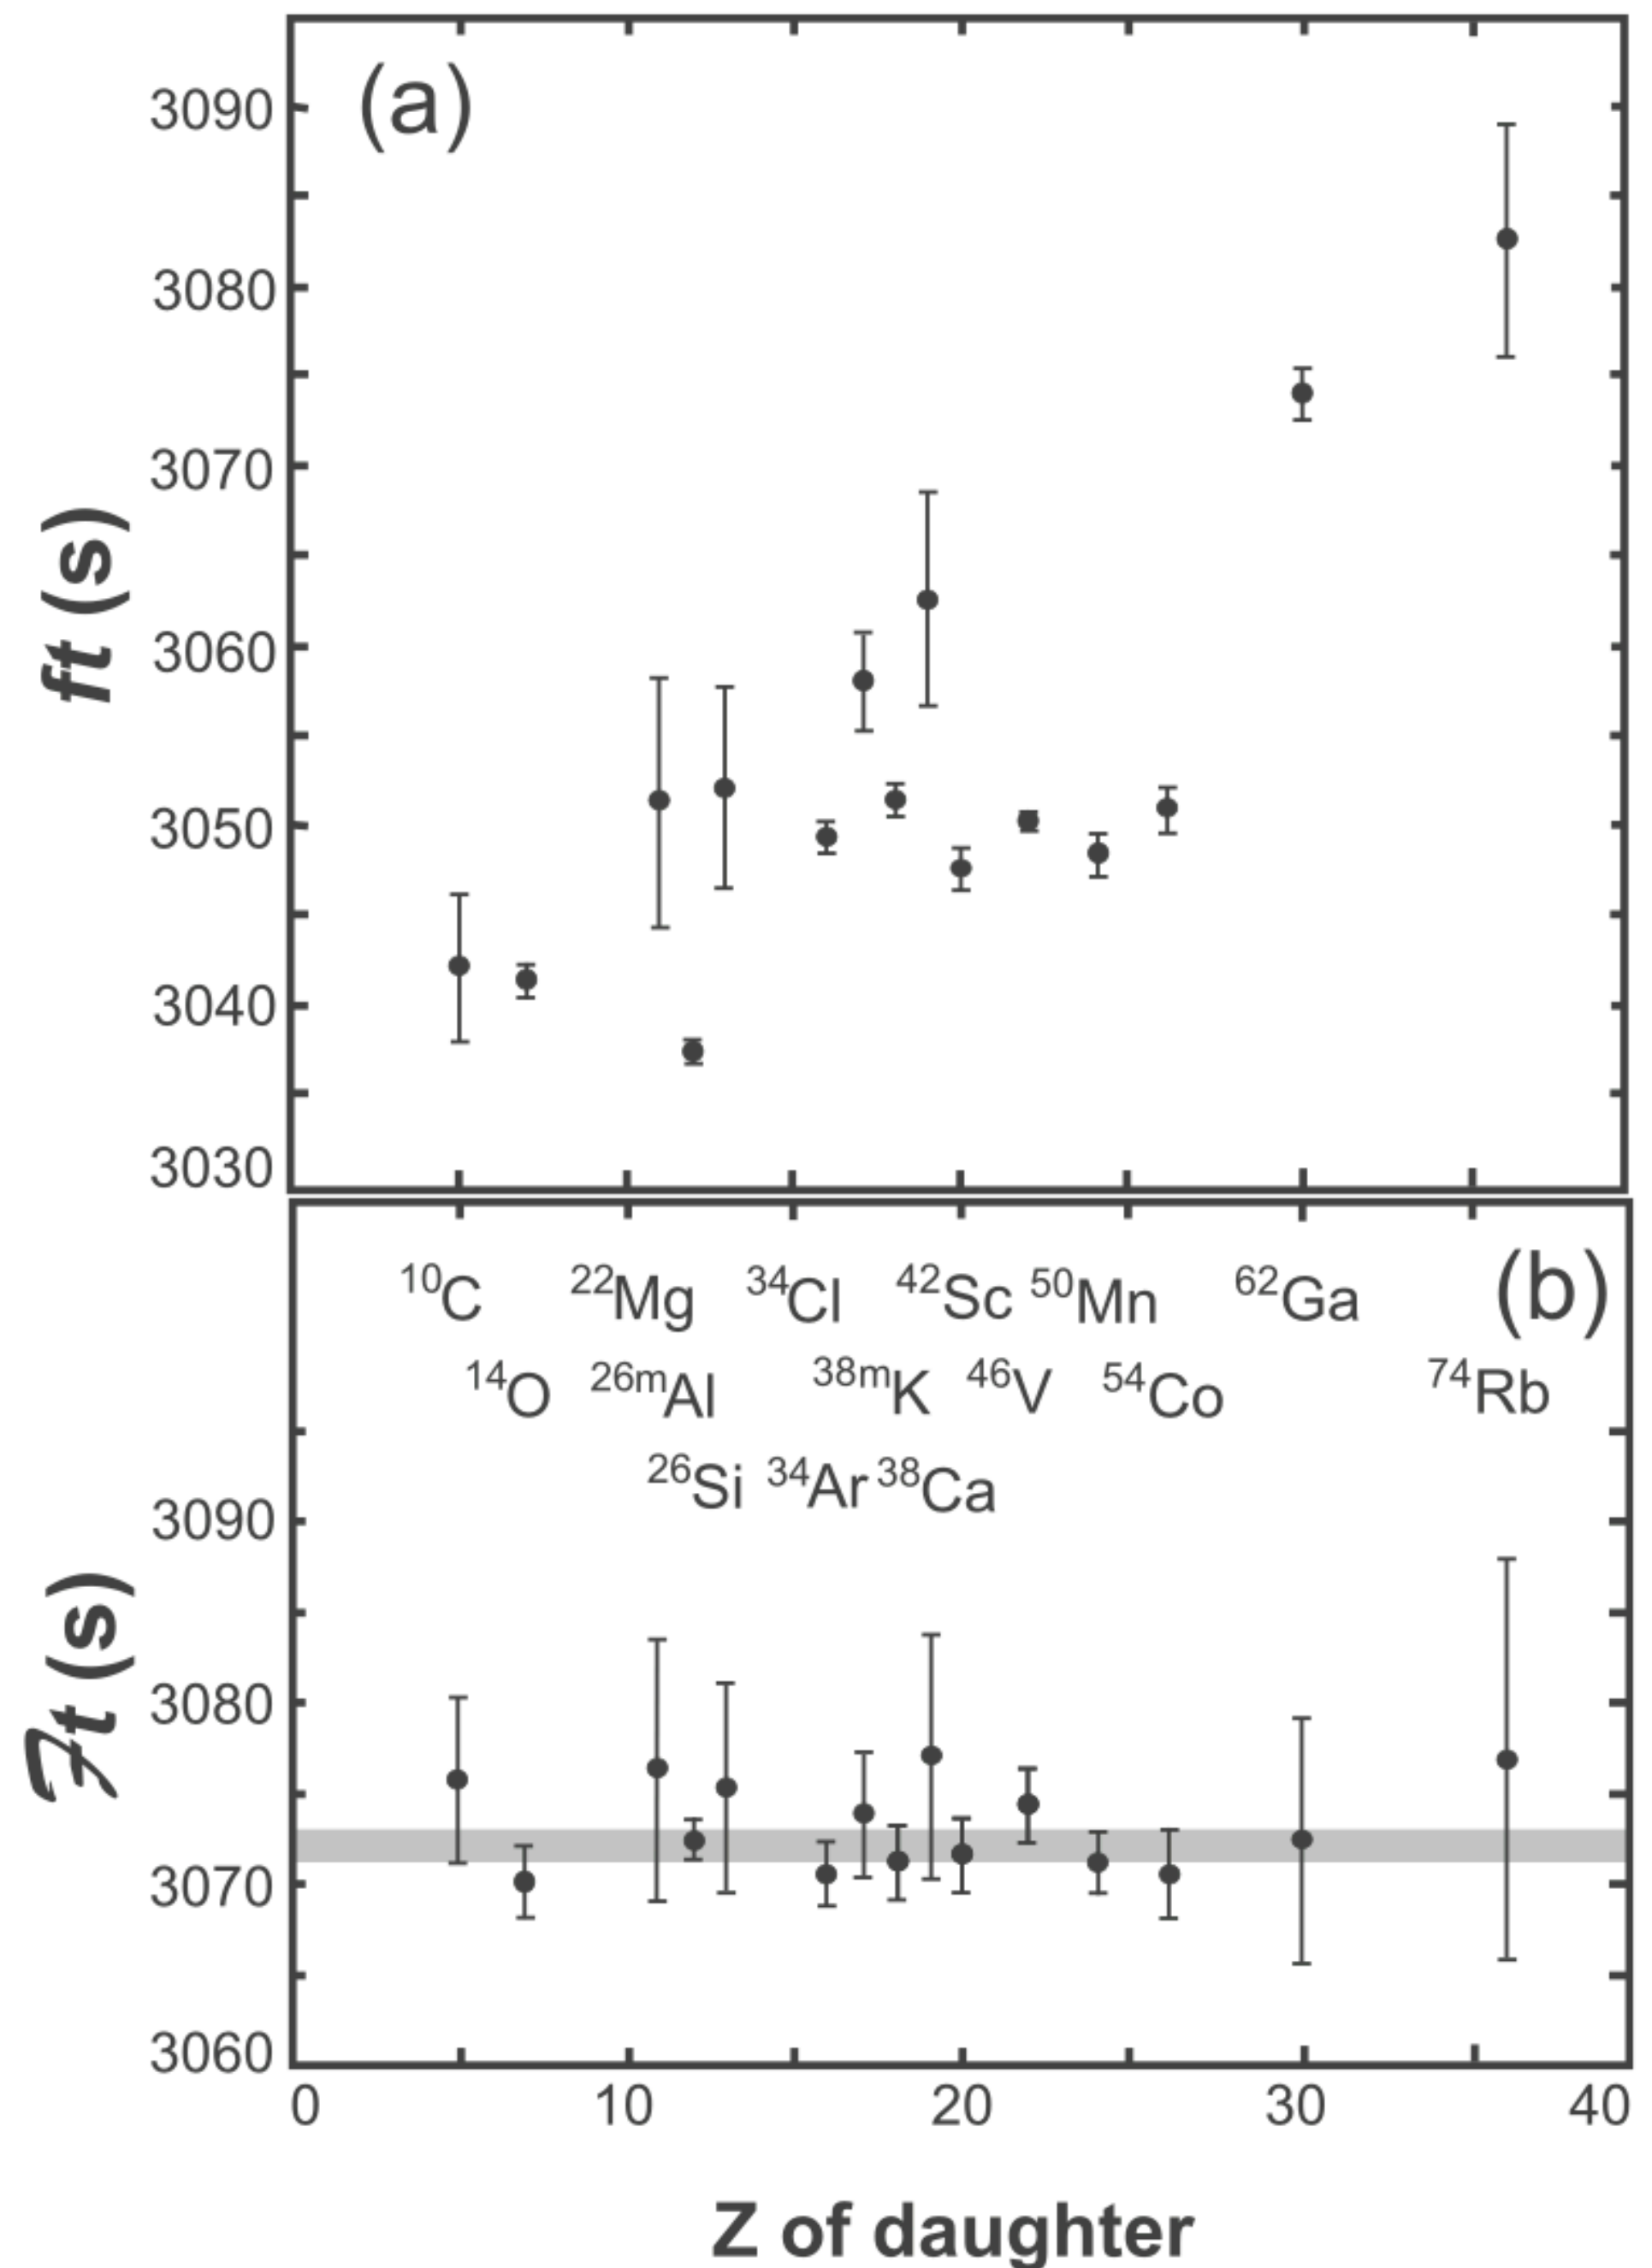 (a)
3090
3080
3070
3060
3050
3040
3030
ft (s)
(b)
¹⁰C ²²Mg ³⁴Cl ⁴²Sc ⁵⁰Mn ⁶²Ga
¹⁴O ²⁶ᵐAl ³⁸ᵐK ⁴⁶V ⁵⁴Co ⁷⁴Rb
²⁶Si ³⁴Ar ³⁸Ca
3090
3080
3070
3060
ℱt (s)
0 10 20 30 40
Z of daughter